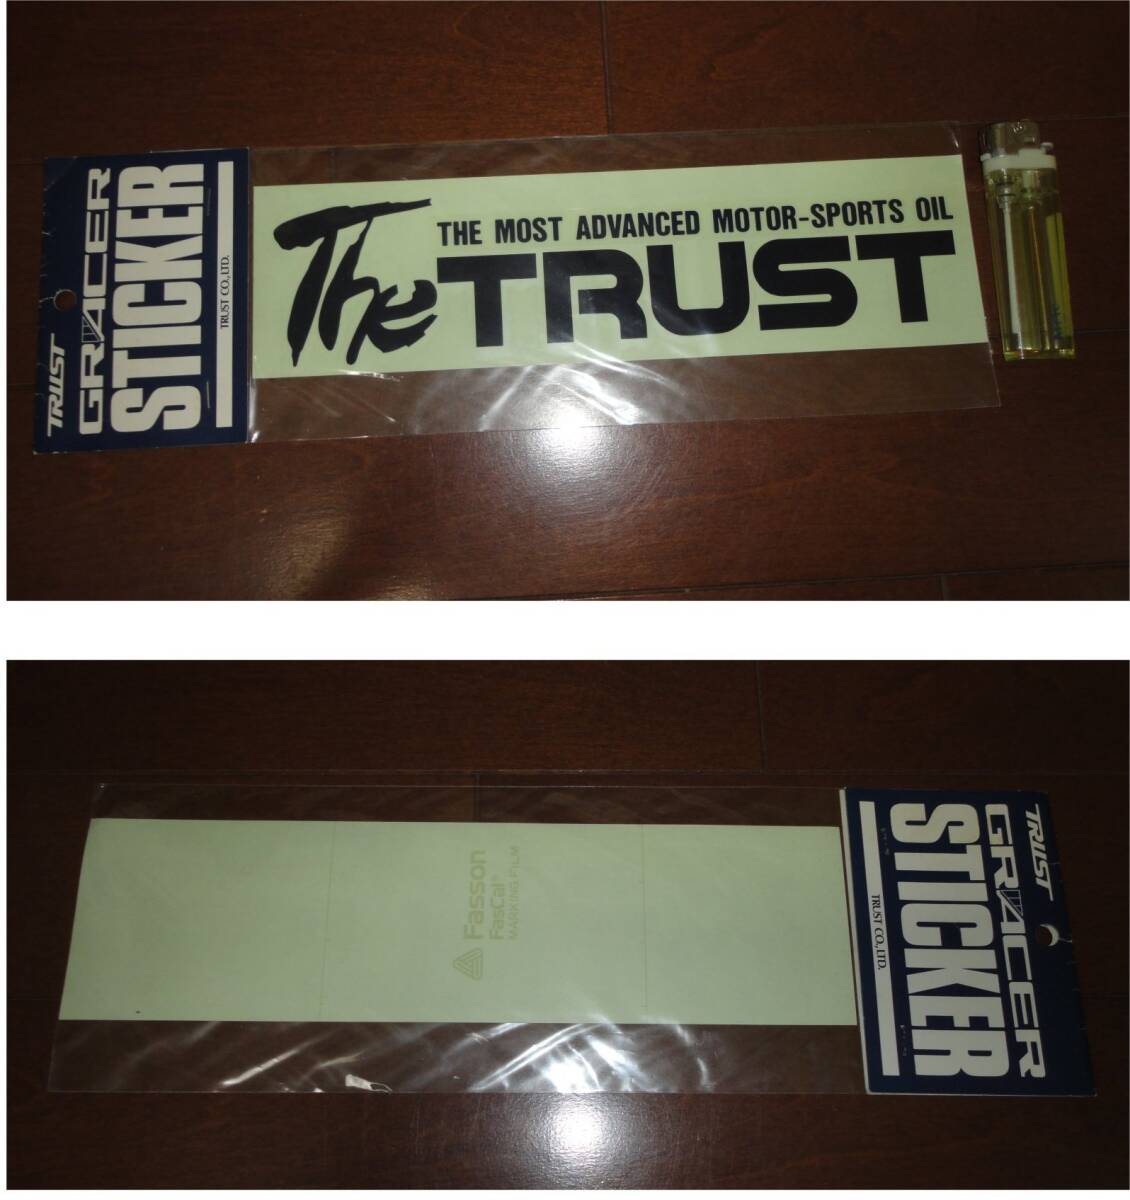 TRUST
GRACER
STICKER
TRUST CO., LTD.
THE MOST ADVANCED MOTOR-SPORTS OIL
The TRUST
Fasson
FasCal®
MARKING FILM
TRUST
GRACER
STICKER
TRUST CO., LTD.